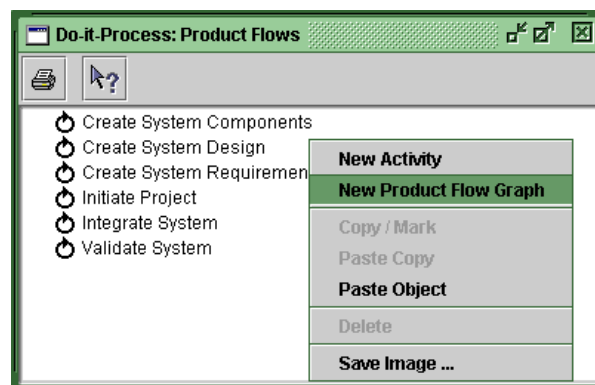 Do-it-Process: Product Flows
?
Create System Components
Create System Design
Create System Requiremen
Initiate Project
Integrate System
Validate System
New Activity
New Product Flow Graph
Copy / Mark
Paste Copy
Paste Object
Delete
Save Image ...